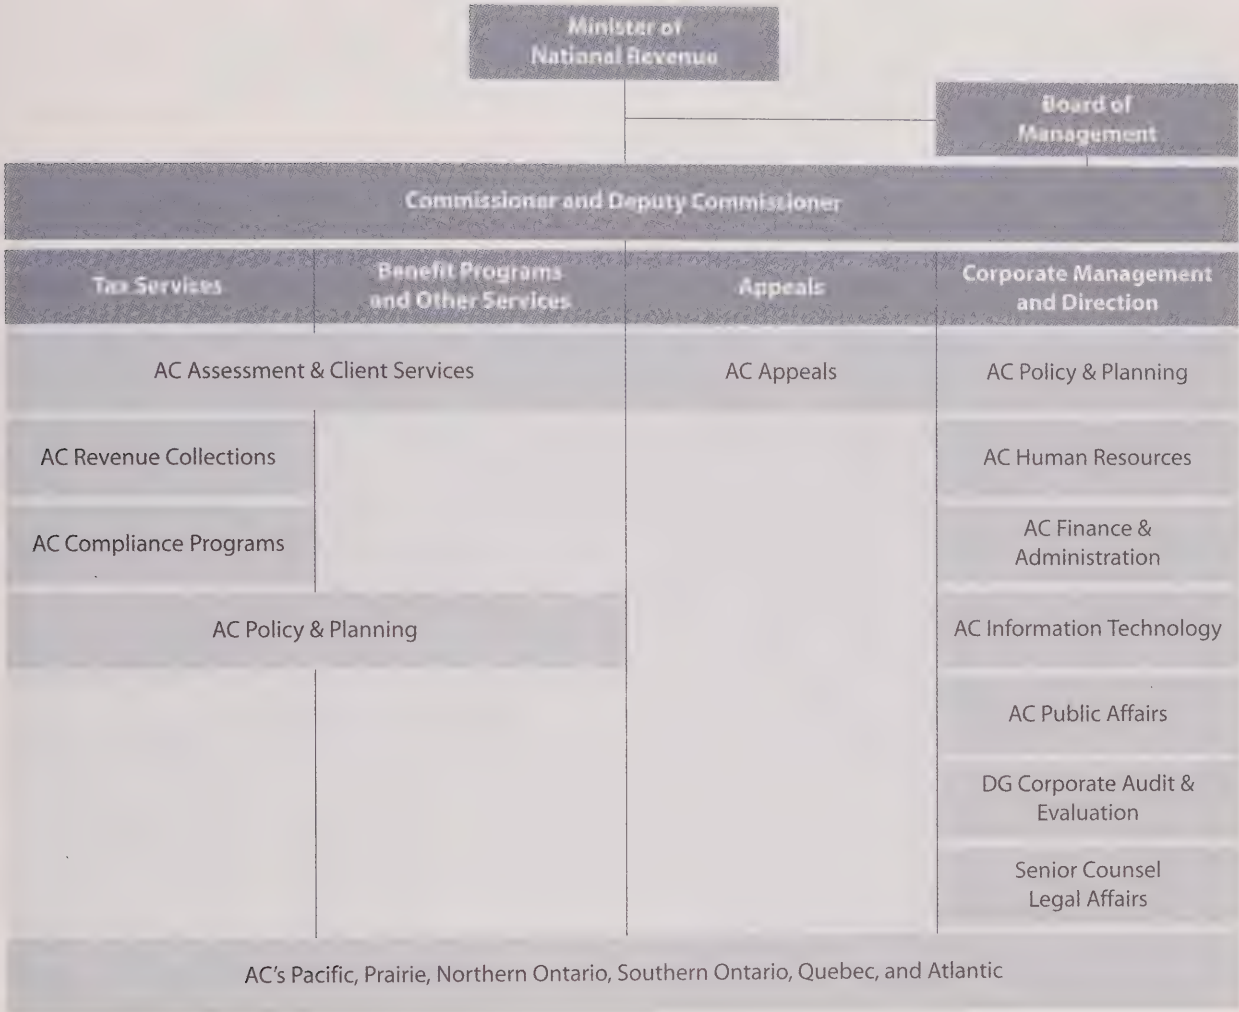 Minister of
National Revenue
Board of
Management
Commissioner and Deputy Commissioner
Tax Services
Benefit Programs
and Other Services
Appeals
Corporate Management
and Direction
AC Assessment & Client Services
AC Appeals
AC Policy & Planning
AC Revenue Collections
AC Human Resources
AC Compliance Programs
AC Finance &
Administration
AC Policy & Planning
AC Information Technology
AC Public Affairs
DG Corporate Audit &
Evaluation
Senior Counsel
Legal Affairs
AC's Pacific, Prairie, Northern Ontario, Southern Ontario, Quebec, and Atlantic